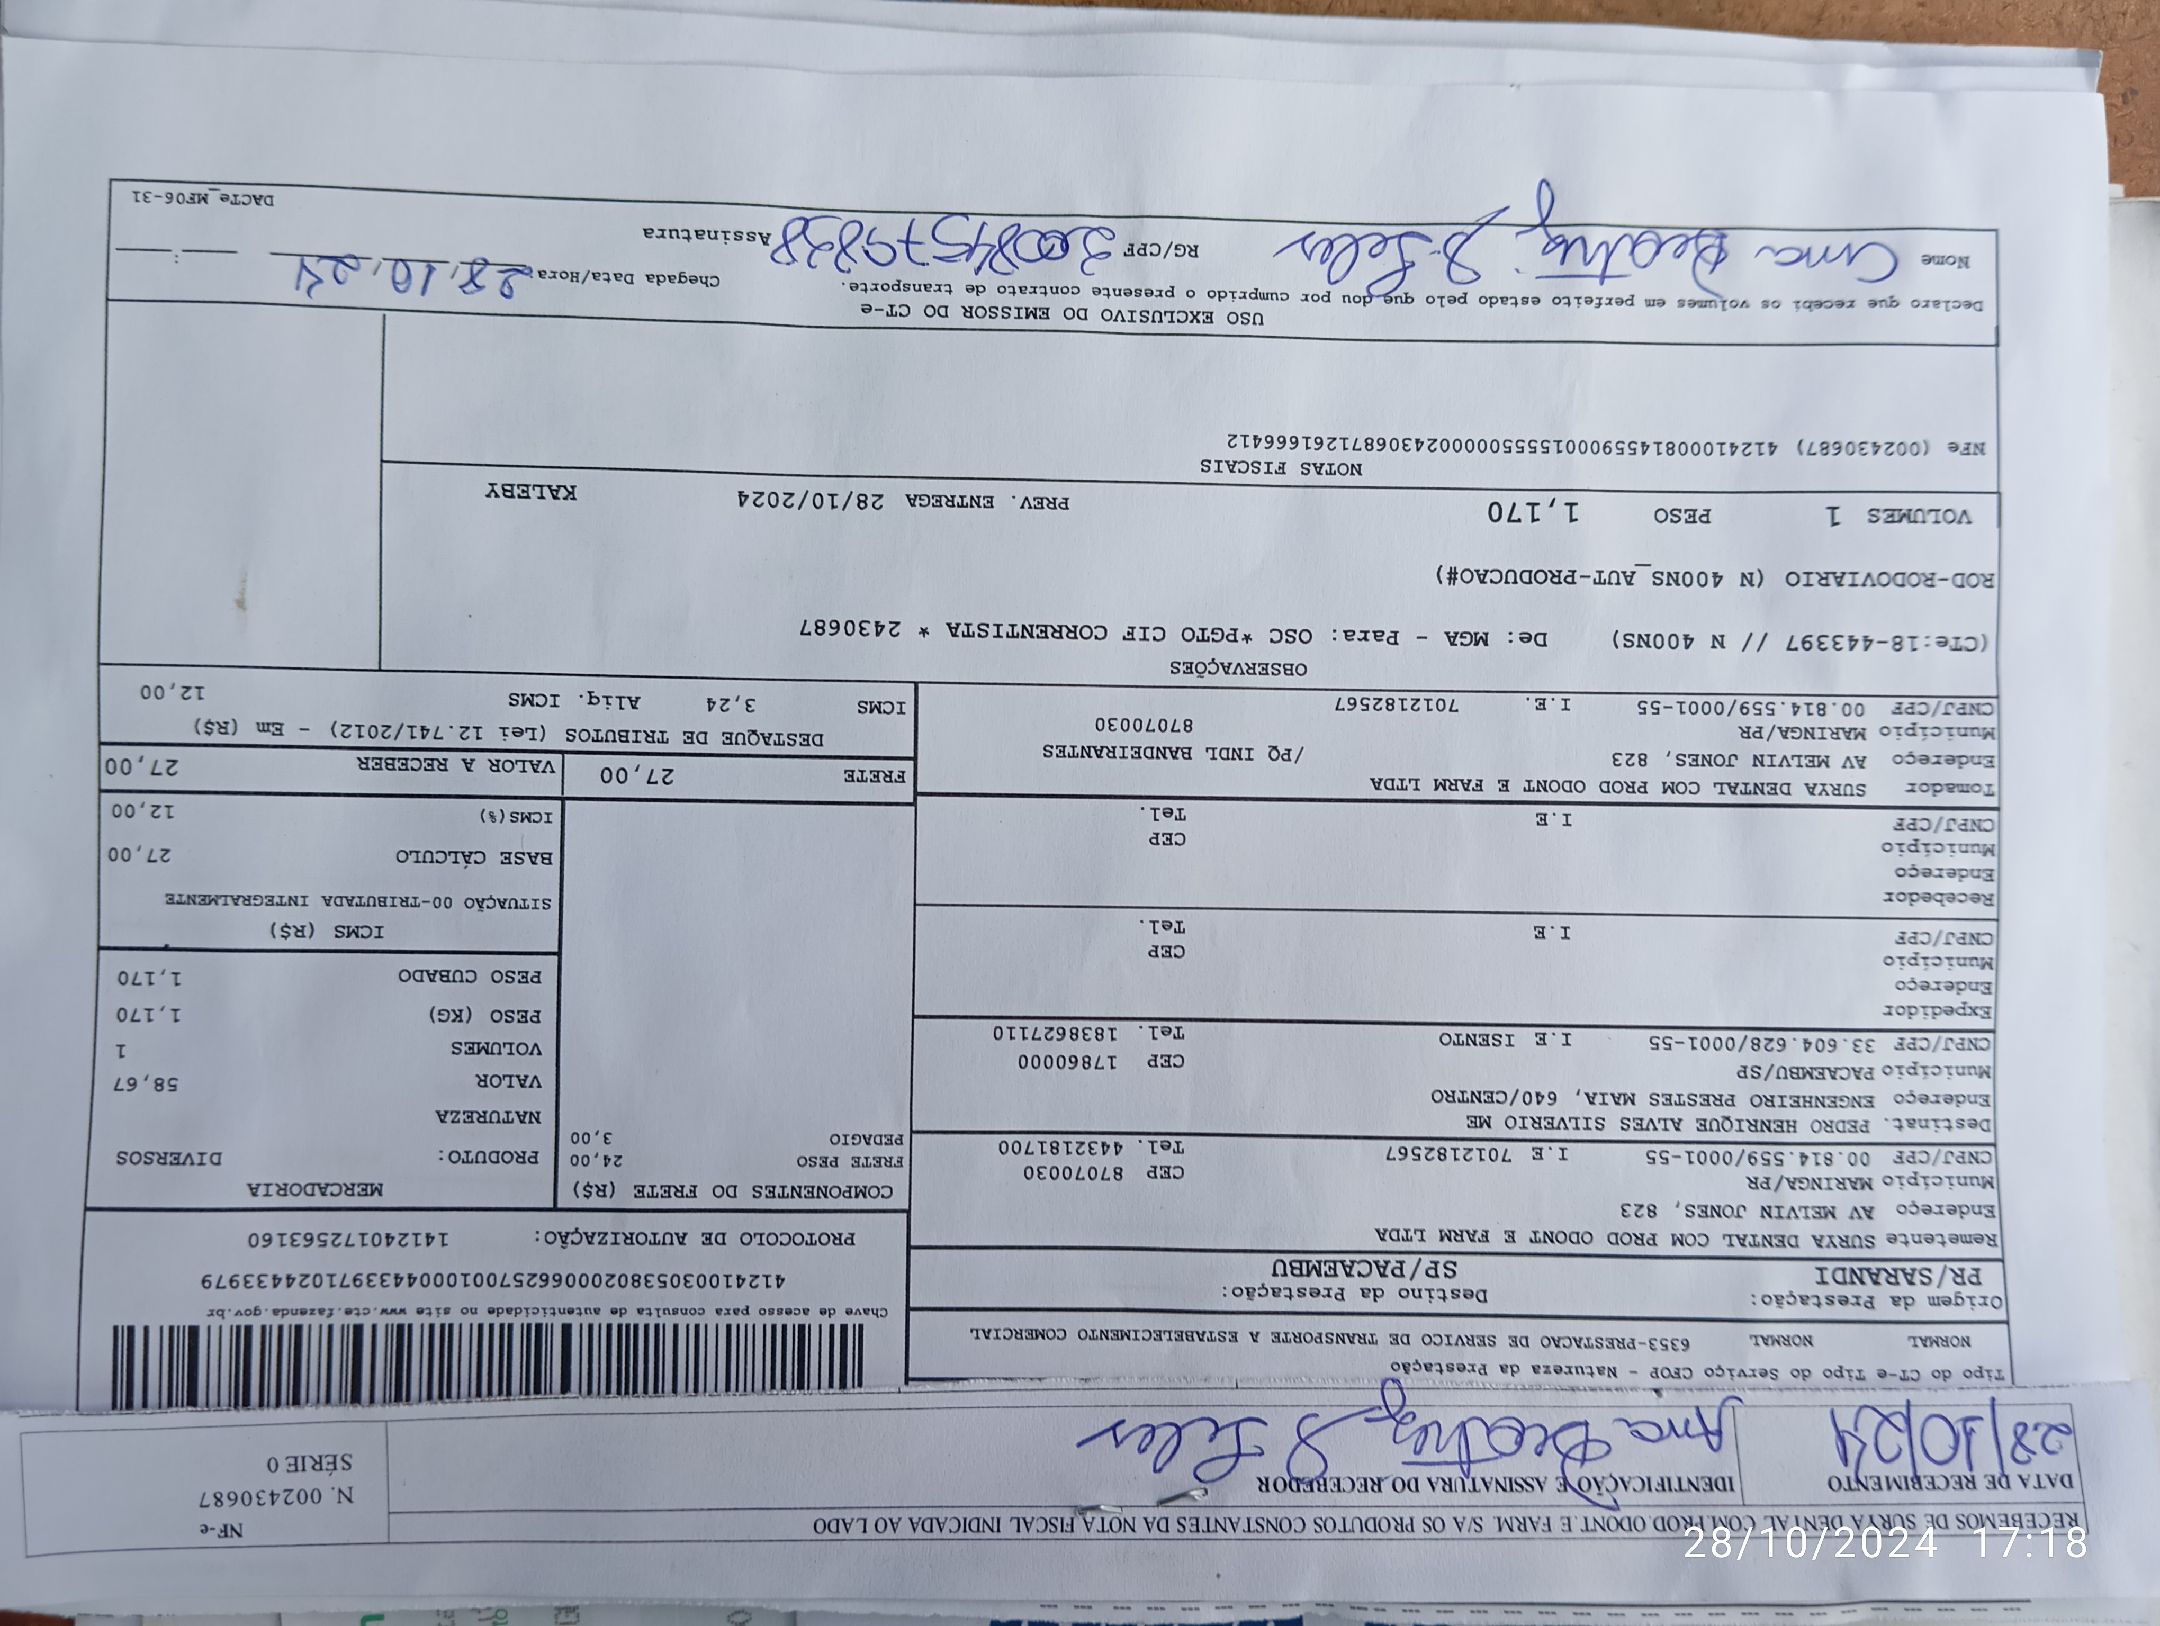 RECEBEMOS DE SURYA DENTAL COM.PROD.ODONT.E FARM. S/A OS PRODUTOS CONSTANTES DA NOTA FISCAL INDICADA AO LADO
NF-e
N. 002430687
SÉRIE 0
DATA DE RECEBIMENTO
28/10/24
IDENTIFICAÇÃO E ASSINATURA DO RECEBEDOR
Ana Beatriz S Teles
Tipo do CT-e Tipo do Serviço CFOP - Natureza da Prestação
NORMAL NORMAL 6353-PRESTACAO DE SERVICO DE TRANSPORTE A ESTABELECIMENTO COMERCIAL
Origem da Prestação: Destino da Prestação:
PR/SARANDI SP/PACAEMBU
Chave de acesso para consulta de autenticidade no site www.cte.fazenda.gov.br
41241003053802000662570010004433971024433979
PROTOCOLO DE AUTORIZAÇÃO: 141240172563160
Remetente SURYA DENTAL COM PROD ODONT E FARM LTDA
Endereço AV MELVIN JONES, 823
Município MARINGA/PR CEP 87070030
CNPJ/CPF 00.814.559/0001-55 I.E 7012182567 Tel. 4432181700
Destinat. PEDRO HENRIQUE ALVES SILVERIO ME
Endereço ENGENHEIRO PRESTES MAIA, 640/CENTRO
Município PACAEMBU/SP CEP 17860000
CNPJ/CPF 33.604.628/0001-55 I.E ISENTO Tel. 1838627110
Expedidor
Endereço
Município CEP
CNPJ/CPF I.E Tel.
Recebedor
Endereço
Município CEP
CNPJ/CPF I.E Tel.
Tomador SURYA DENTAL COM PROD ODONT E FARM LTDA
Endereço AV MELVIN JONES, 823 /PQ INDL BANDEIRANTES
Município MARINGA/PR 87070030
CNPJ/CPF 00.814.559/0001-55 I.E. 7012182567
COMPONENTES DO FRETE (R$)
FRETE PESO 24,00
PEDAGIO 3,00
MERCADORIA
PRODUTO: DIVERSOS
NATUREZA
VALOR 58,67
VOLUMES 1
PESO (KG) 1,170
PESO CUBADO 1,170
ICMS (R$)
SITUAÇÃO 00-TRIBUTADA INTEGRALMENTE
BASE CÁLCULO 27,00
ICMS(%) 12,00
FRETE 27,00 VALOR A RECEBER 27,00
DESTAQUE DE TRIBUTOS (Lei 12.741/2012) - Em (R$)
ICMS 3,24 Aliq. ICMS 12,00
OBSERVAÇÕES
(CTe:18-443397 // N 400NS) De: MGA - Para: OSC *PGTO CIF CORRENTISTA * 2430687
ROD-RODOVIARIO (N 400NS_AUT-PRODUCAO#)
VOLUMES 1 PESO 1,170 PREV. ENTREGA 28/10/2024 KALEBY
NOTAS FISCAIS
NFe (002430687) 41241000814559000155550000024306871261666412
USO EXCLUSIVO DO EMISSOR DO CT-e
Declaro que recebi os volumes em perfeito estado pelo que dou por cumprido o presente contrato de transporte.
Chegada Data/Hora 28.10.24 :
Nome Ana Beatriz S Teles RG/CPF Assinatura
DACTe_MF06-31
28/10/2024 17:18